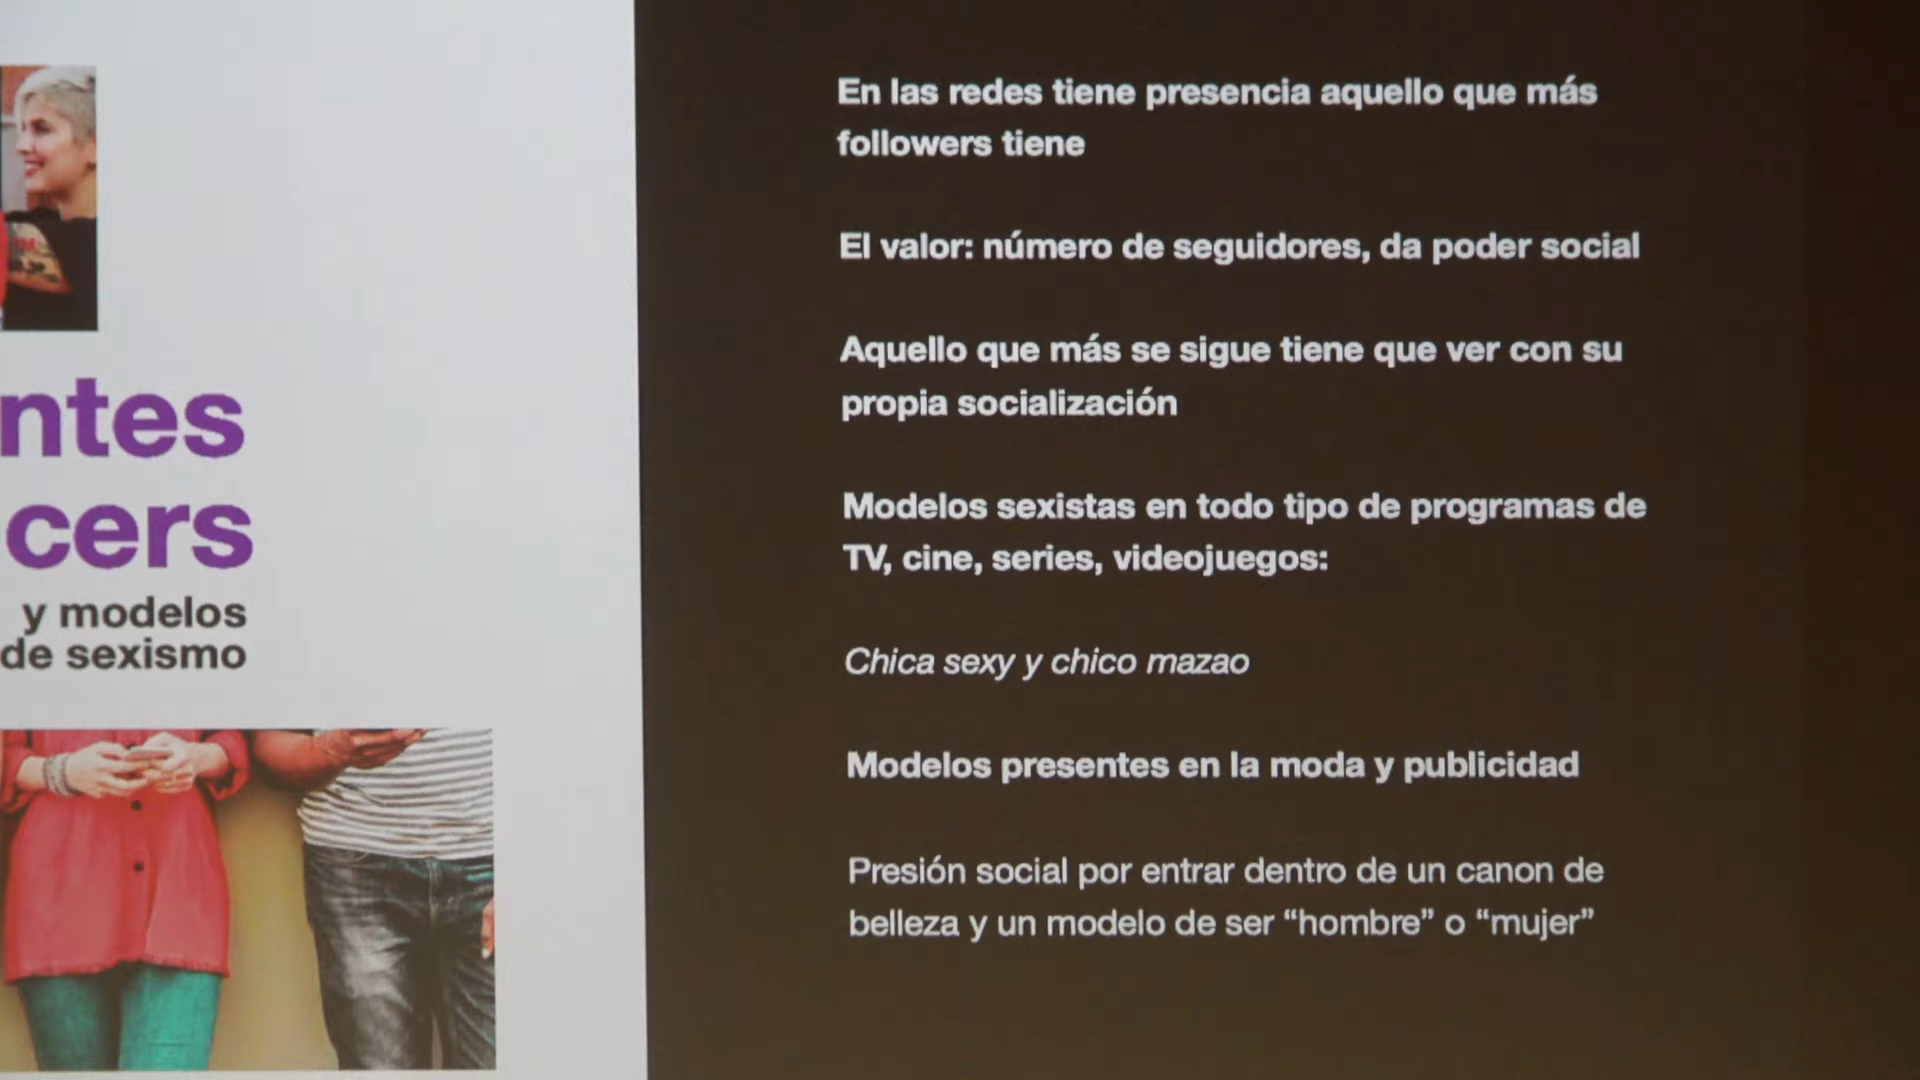 ntes
cers
y modelos
de sexismo
En las redes tiene presencia aquello que más
followers tiene
El valor: número de seguidores, da poder social
Aquello que más se sigue tiene que ver con su
propia socialización
Modelos sexistas en todo tipo de programas de
TV, cine, series, videojuegos:
Chica sexy y chico mazao
Modelos presentes en la moda y publicidad
Presión social por entrar dentro de un canon de
belleza y un modelo de ser “hombre” o “mujer”